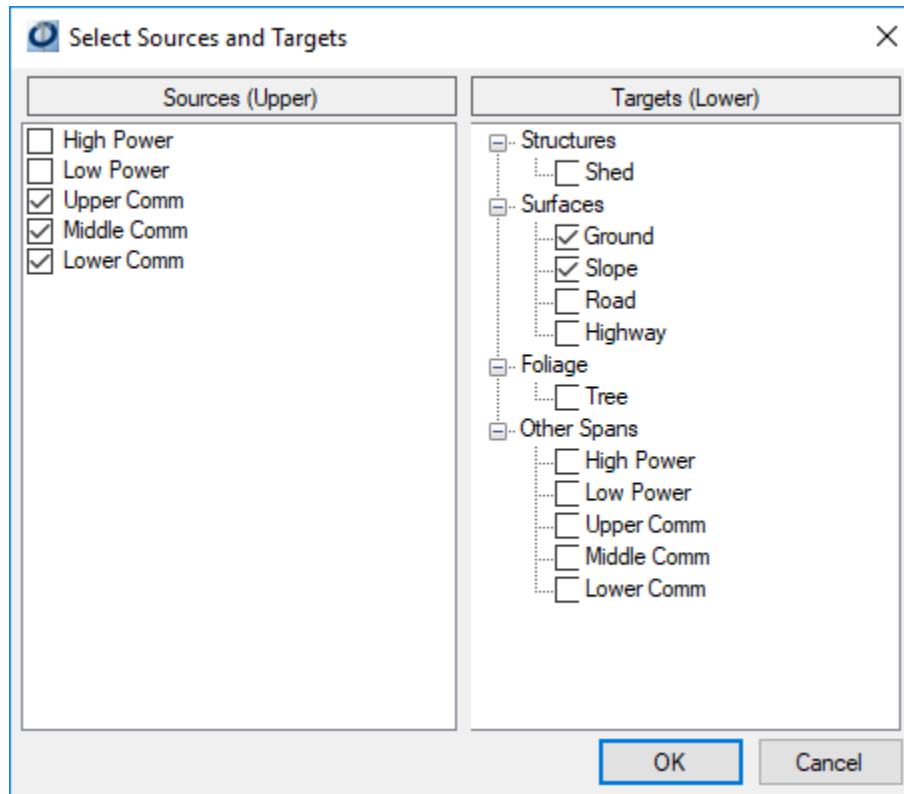 Select Sources and Targets
Sources (Upper)
High Power
Low Power
Upper Comm
Middle Comm
Lower Comm
Targets (Lower)
Structures
Shed
Surfaces
Ground
Slope
Road
Highway
Foliage
Tree
Other Spans
High Power
Low Power
Upper Comm
Middle Comm
Lower Comm
OK
Cancel